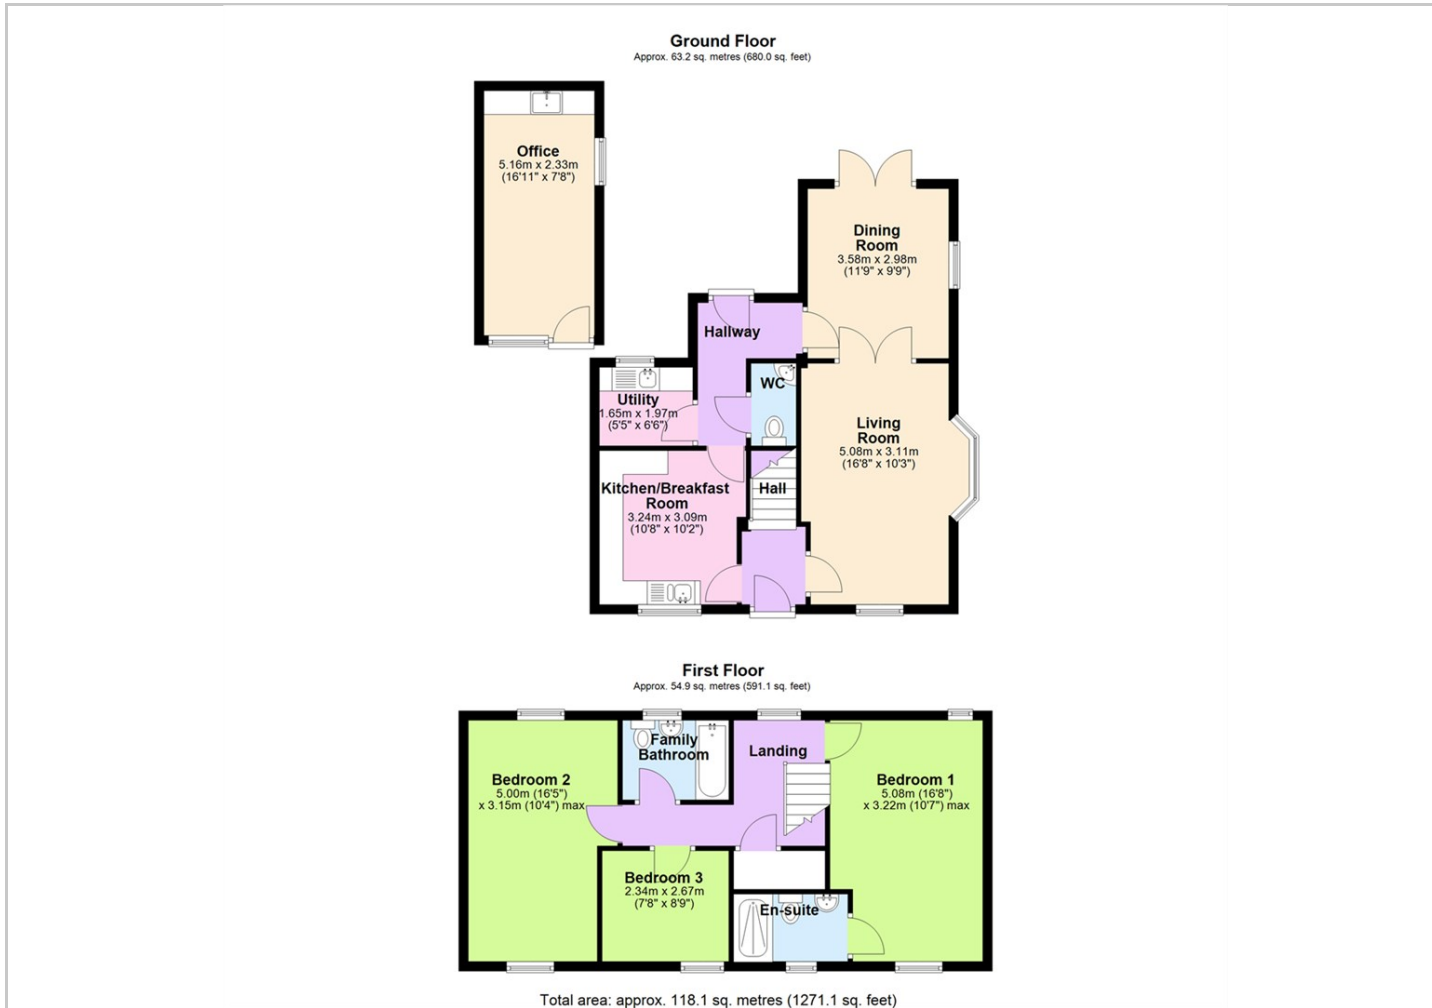 Ground Floor
Approx. 63.2 sq. metres (680.0 sq. feet)
Office
5.16m x 2.33m
(16'11" x 7'8")
Dining
Room
3.58m x 2.98m
(11'9" x 9'9")
Hallway
WC
Utility
1.65m x 1.97m
(5'5" x 6'6")
Living
Room
5.08m x 3.11m
(16'8" x 10'3")
Kitchen/Breakfast
Room
3.24m x 3.09m
(10'8" x 10'2")
Hall
First Floor
Approx. 54.9 sq. metres (591.1 sq. feet)
Family
Bathroom
Landing
Bedroom 2
5.00m (16'5")
x 3.15m (10'4") max
Bedroom 1
5.08m (16'8")
x 3.22m (10'7") max
Bedroom 3
2.34m x 2.67m
(7'8" x 8'9")
En-suite
Total area: approx. 118.1 sq. metres (1271.1 sq. feet)